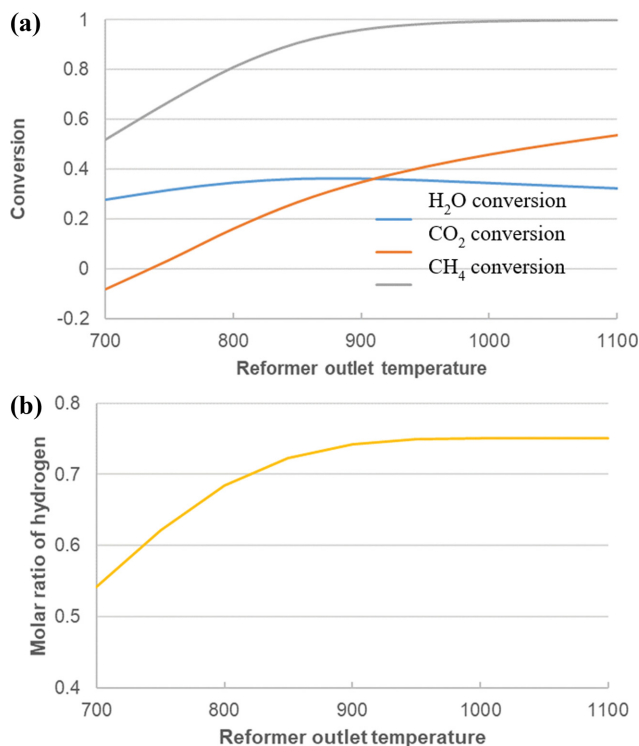 (a)
1
0.8
0.6
0.4
0.2
0
-0.2
Conversion
H₂O conversion
CO₂ conversion
CH₄ conversion
700 800 900 1000 1100
Reformer outlet temperature
(b)
0.8
0.7
0.6
0.5
0.4
Molar ratio of hydrogen
700 800 900 1000 1100
Reformer outlet temperature